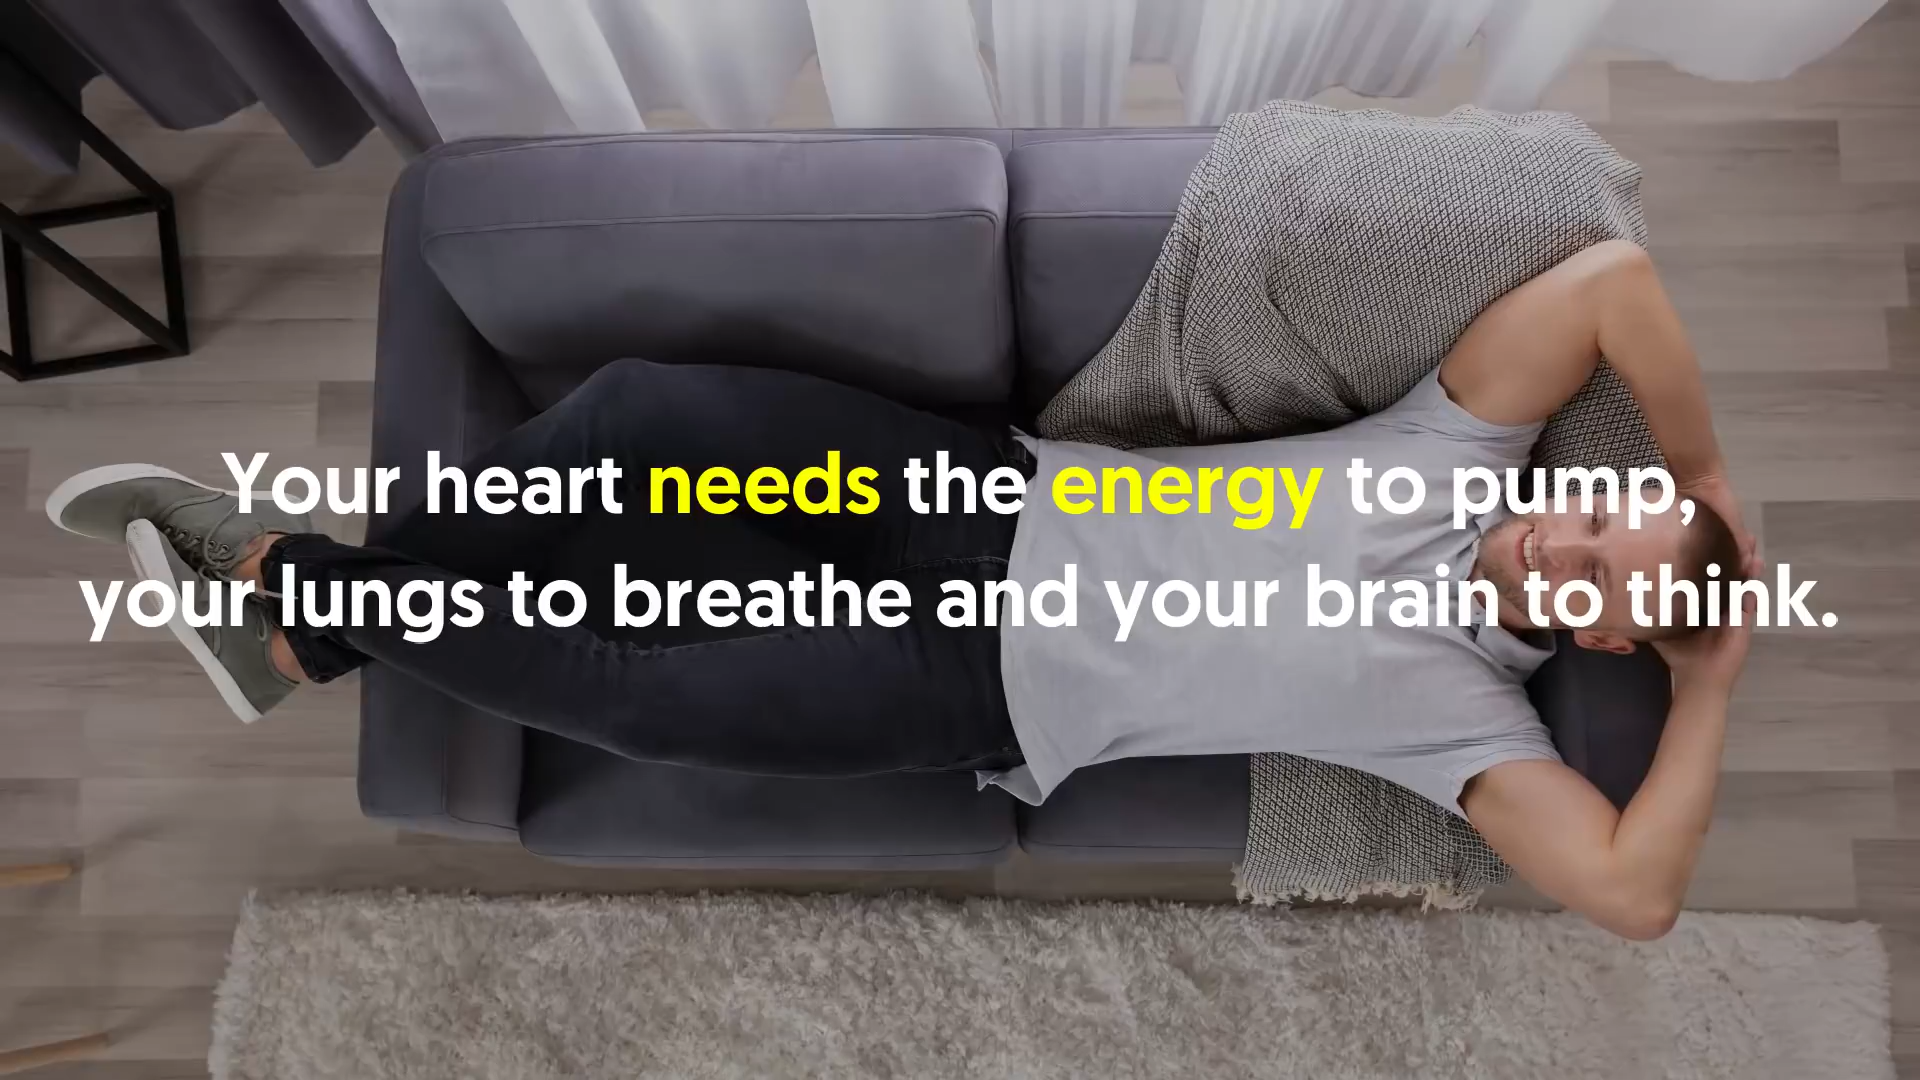 Your heart needs the energy to pump,
your lungs to breathe and your brain to think.